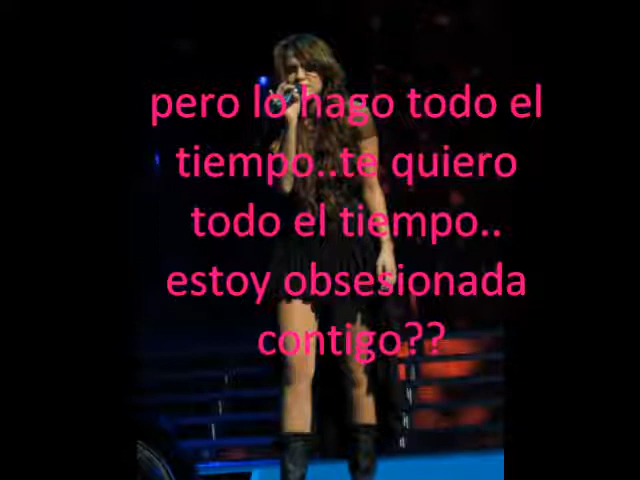 pero lo hago todo el
tiempo..te quiero
todo el tiempo..
estoy obsesionada
contigo??